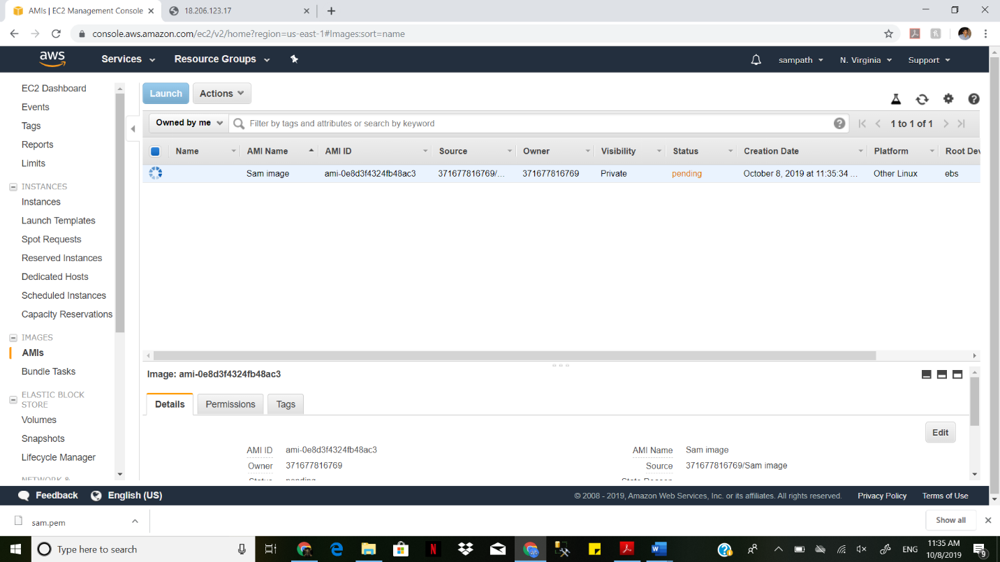 AMIs | EC2 Management Console
18.206.123.17
console.aws.amazon.com/ec2/v2/home?region=us-east-1#Images:sort=name
aws Services Resource Groups sampath N. Virginia Support
EC2 Dashboard
Events
Tags
Reports
Limits
INSTANCES
Instances
Launch Templates
Spot Requests
Reserved Instances
Dedicated Hosts
Scheduled Instances
Capacity Reservations
IMAGES
AMIs
Bundle Tasks
ELASTIC BLOCK
STORE
Volumes
Snapshots
Lifecycle Manager
NETWORK &
Launch Actions
Owned by me Filter by tags and attributes or search by keyword 1 to 1 of 1
Name AMI Name AMI ID Source Owner Visibility Status Creation Date Platform Root Dev
Sam image ami-0e8d3f4324fb48ac3 371677816769/... 371677816769 Private pending October 8, 2019 at 11:35:34 ... Other Linux ebs
Image: ami-0e8d3f4324fb48ac3
Details Permissions Tags
Edit
AMI ID ami-0e8d3f4324fb48ac3 AMI Name Sam image
Owner 371677816769 Source 371677816769/Sam image
Status pending State Reason
Feedback English (US) © 2008 - 2019, Amazon Web Services, Inc. or its affiliates. All rights reserved. Privacy Policy Terms of Use
sam.pem Show all
Type here to search ENG 11:35 AM
10/8/2019 9